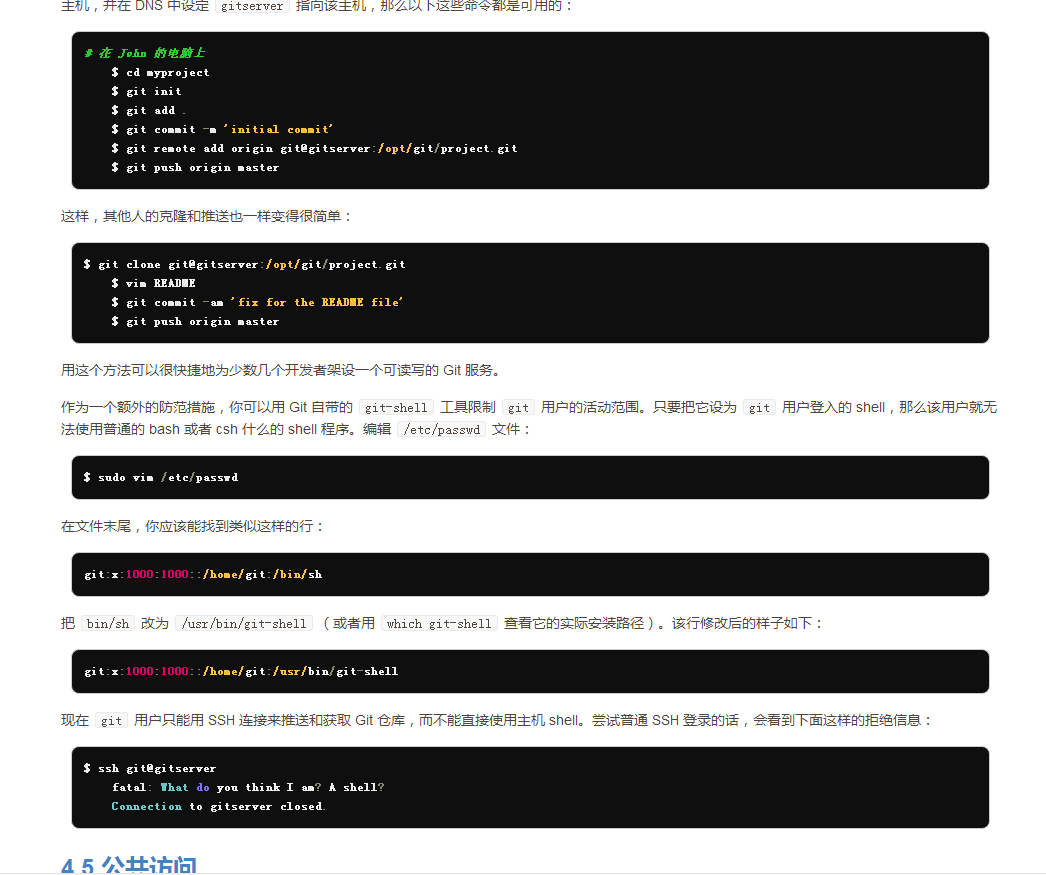 主机，并在 DNS 中设定 gitserver 指向该主机，那么以下这些命令都是可用的：
# 在 John 的电脑上
$ cd myproject
$ git init
$ git add .
$ git commit -m 'initial commit'
$ git remote add origin git@gitserver:/opt/git/project.git
$ git push origin master
这样，其他人的克隆和推送也一样变得很简单：
$ git clone git@gitserver:/opt/git/project.git
$ vim README
$ git commit -am 'fix for the README file'
$ git push origin master
用这个方法可以很快捷地为少数几个开发者架设一个可读写的 Git 服务。
作为一个额外的防范措施，你可以用 Git 自带的 git-shell 工具限制 git 用户的活动范围。只要把它设为 git 用户登入的 shell，那么该用户就无
法使用普通的 bash 或者 csh 什么的 shell 程序。编辑 /etc/passwd 文件：
$ sudo vim /etc/passwd
在文件末尾，你应该能找到类似这样的行：
git:x:1000:1000::/home/git:/bin/sh
把 bin/sh 改为 /usr/bin/git-shell （或者用 which git-shell 查看它的实际安装路径）。该行修改后的样子如下：
git:x:1000:1000::/home/git:/usr/bin/git-shell
现在 git 用户只能用 SSH 连接来推送和获取 Git 仓库，而不能直接使用主机 shell。尝试普通 SSH 登录的话，会看到下面这样的拒绝信息：
$ ssh git@gitserver
fatal: What do you think I am? A shell?
Connection to gitserver closed.
4.5 公共访问